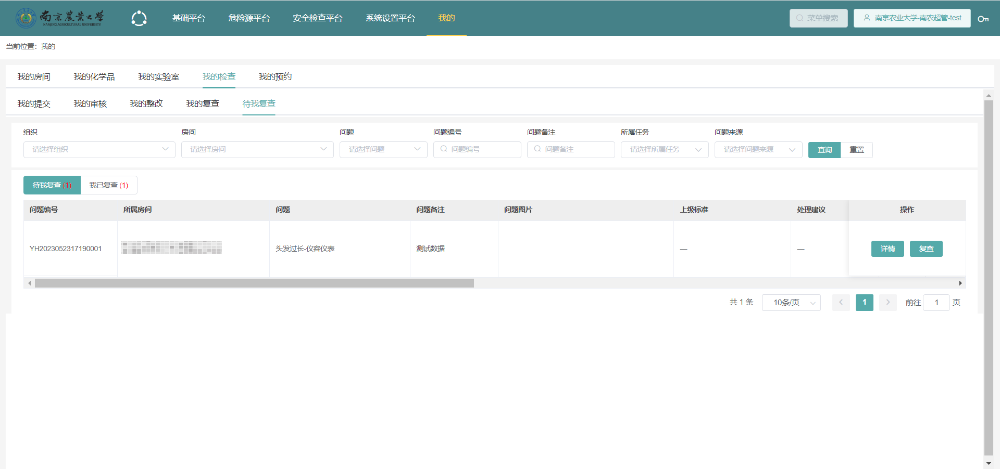 南京農業大学
NANJING AGRICULTURAL UNIVERSITY
基础平台 危险源平台 安全检查平台 系统设置平台 我的 菜单搜索 南京农业大学-南农超管-test
当前位置：我的
我的房间 我的化学品 我的实验室 我的检查 我的预约
我的提交 我的审核 我的整改 我的复查 待我复查
组织 房间 问题 问题编号 问题备注 所属任务 问题来源
请选择组织 请选择房间 请选择问题 问题编号 问题备注 请选择所属任务 请选择问题来源 查询 重置
待我复查 (1) 我已复查 (1)
问题编号 所属房间 问题 问题备注 问题图片 上级标准 处理建议 操作
YH2023052317190001 头发过长-仪容仪表 测试数据 — — 详情 复查
共 1 条 10条/页 1 前往 1 页